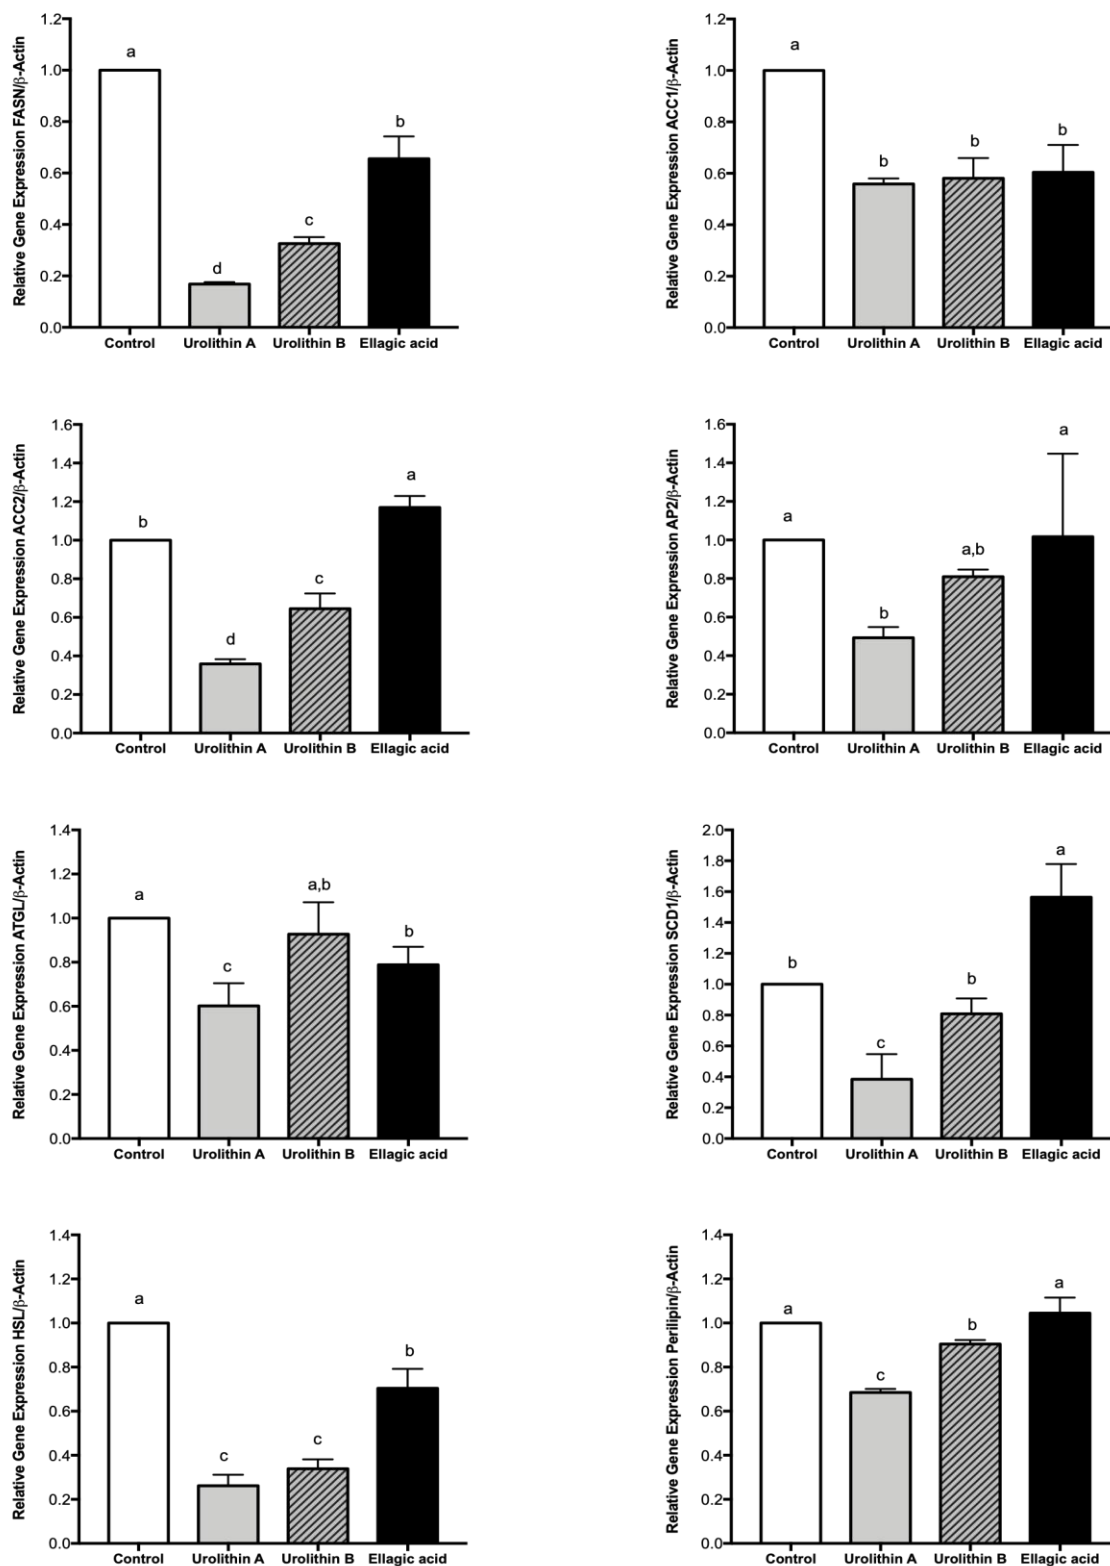 Relative Gene Expression FASN/β-Actin
1.2
1.0
0.8
0.6
0.4
0.2
0.0
a
d
c
b
Control Urolithin A Urolithin B Ellagic acid
Relative Gene Expression ACC1/β-Actin
1.2
1.0
0.8
0.6
0.4
0.2
0.0
a
b
b
b
Control Urolithin A Urolithin B Ellagic acid
Relative Gene Expression ACC2/β-Actin
1.6
1.4
1.2
1.0
0.8
0.6
0.4
0.2
0.0
b
d
c
a
Control Urolithin A Urolithin B Ellagic acid
Relative Gene Expression AP2/β-Actin
1.6
1.4
1.2
1.0
0.8
0.6
0.4
0.2
0.0
a
b
a,b
a
Control Urolithin A Urolithin B Ellagic acid
Relative Gene Expression ATGL/β-Actin
1.4
1.2
1.0
0.8
0.6
0.4
0.2
0.0
a
c
a,b
b
Control Urolithin A Urolithin B Ellagic acid
Relative Gene Expression SCD1/β-Actin
2.0
1.8
1.6
1.4
1.2
1.0
0.8
0.6
0.4
0.2
0.0
b
c
b
a
Control Urolithin A Urolithin B Ellagic acid
Relative Gene Expression HSL/β-Actin
1.4
1.2
1.0
0.8
0.6
0.4
0.2
0.0
a
c
c
b
Control Urolithin A Urolithin B Ellagic acid
Relative Gene Expression Perilipin/β-Actin
1.4
1.2
1.0
0.8
0.6
0.4
0.2
0.0
a
c
b
a
Control Urolithin A Urolithin B Ellagic acid